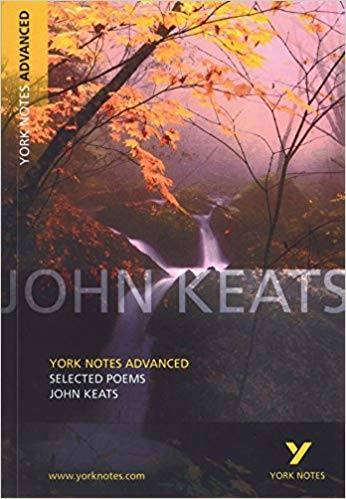 YORK NOTES ADVANCED
JOHN KEATS
YORK NOTES ADVANCED
SELECTED POEMS
JOHN KEATS
www.yorknotes.com
Y
YORK NOTES